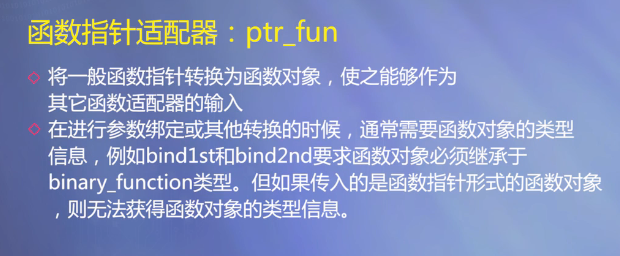 函数指针适配器：ptr_fun
将一般函数指针转换为函数对象，使之能够作为
其它函数适配器的输入
在进行参数绑定或其他转换的时候，通常需要函数对象的类型
信息，例如bind1st和bind2nd要求函数对象必须继承于
binary_function类型。但如果传入的是函数指针形式的函数对象
，则无法获得函数对象的类型信息。